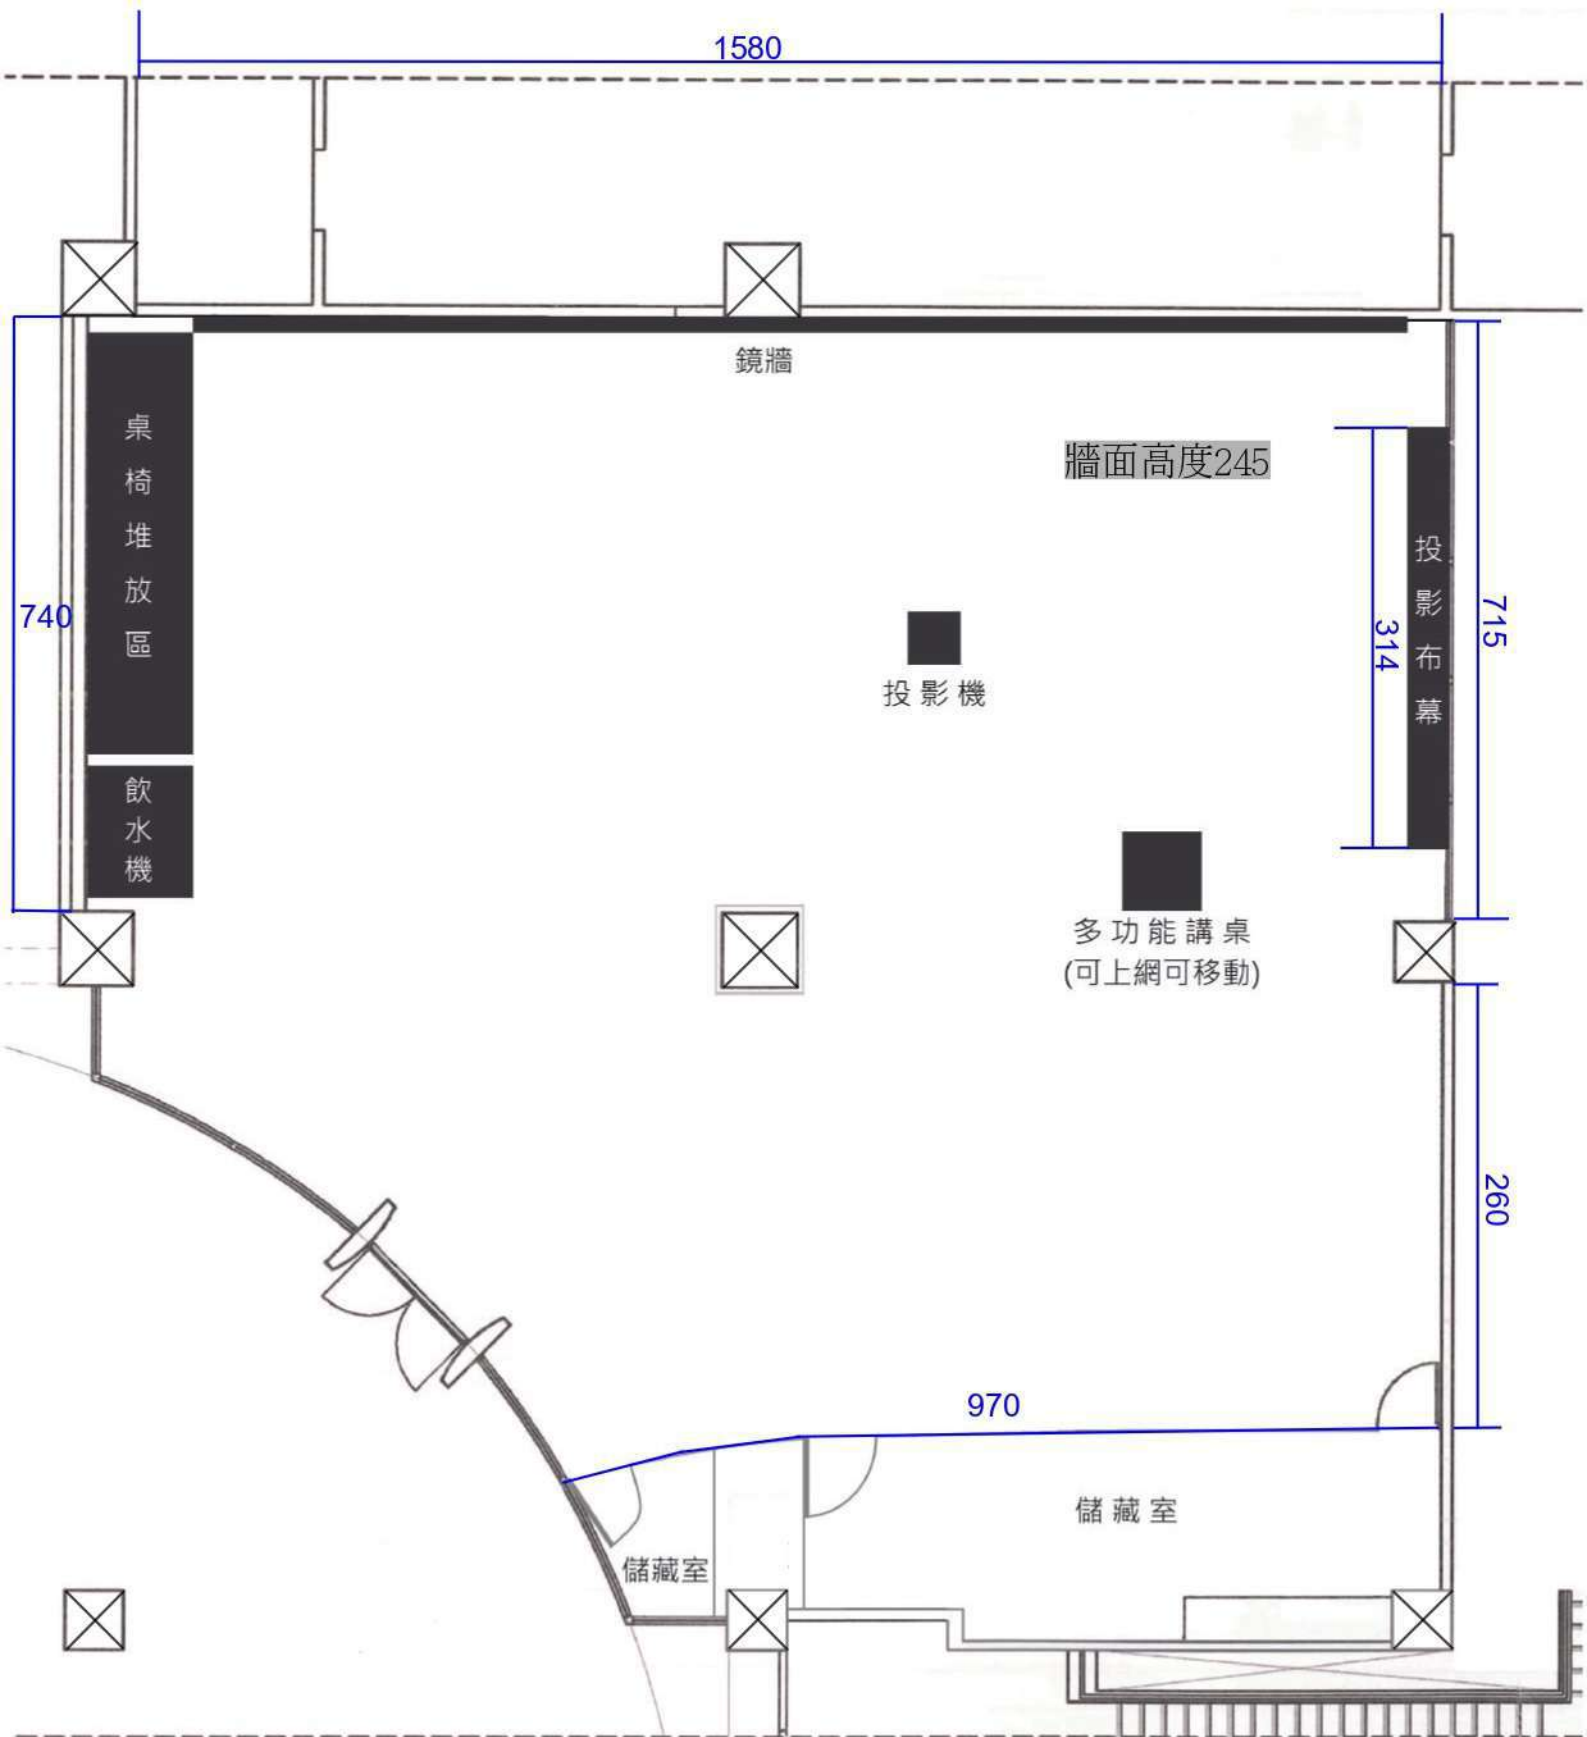 1580
鏡牆
牆面高度245
桌椅堆放區
740
飲水機
投影機
投影布幕
314
715
多功能講桌
(可上網可移動)
260
970
儲藏室
儲藏室